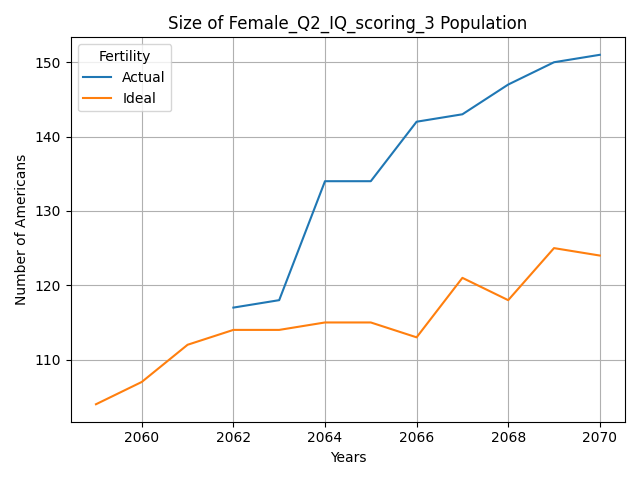 Size of Female_Q2_IQ_scoring_3 Population
Fertility
Actual
Ideal
Number of Americans
150
140
130
120
110
2060 2062 2064 2066 2068 2070
Years